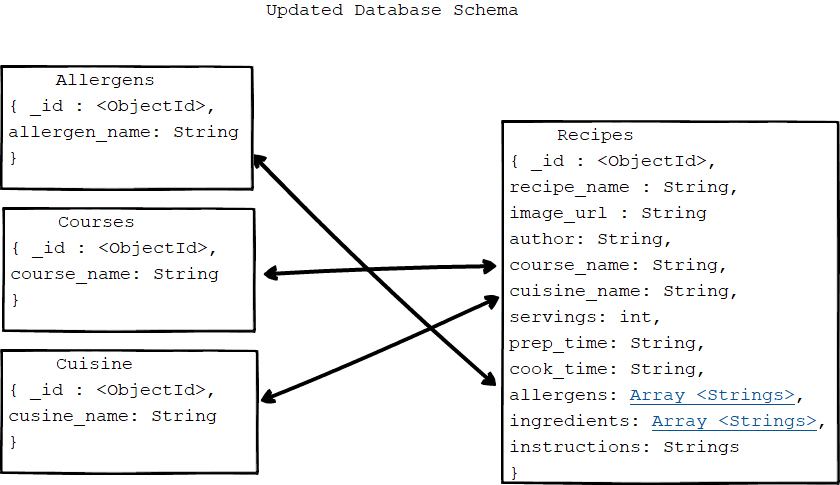 Updated Database Schema
Allergens
{ _id : <ObjectId>,
allergen_name: String
}
Courses
{ _id : <ObjectId>,
course_name: String
}
Cuisine
{ _id : <ObjectId>,
cusine_name: String
}
Recipes
{ _id : <ObjectId>,
recipe_name : String,
image_url : String
author: String,
course_name: String,
cuisine_name: String,
servings: int,
prep_time: String,
cook_time: String,
allergens: Array <Strings>,
ingredients: Array <Strings>,
instructions: Strings
}